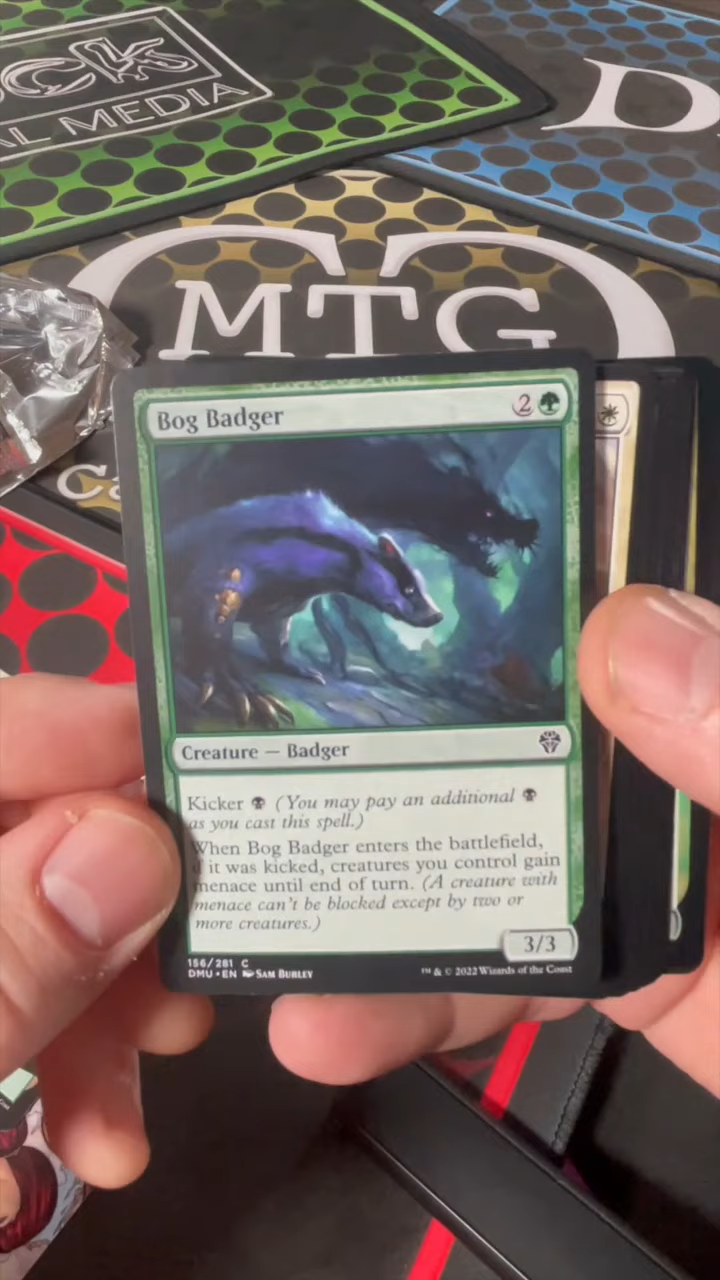 AL MEDIA
D
MTG
Bog Badger
2
Creature — Badger
Kicker (You may pay an additional
as you cast this spell.)
When Bog Badger enters the battlefield,
if it was kicked, creatures you control gain
menace until end of turn. (A creature with
menace can't be blocked except by two or
more creatures.)
3/3
156/281 C
DMU • EN Sam Burley
™ & © 2022 Wizards of the Coast